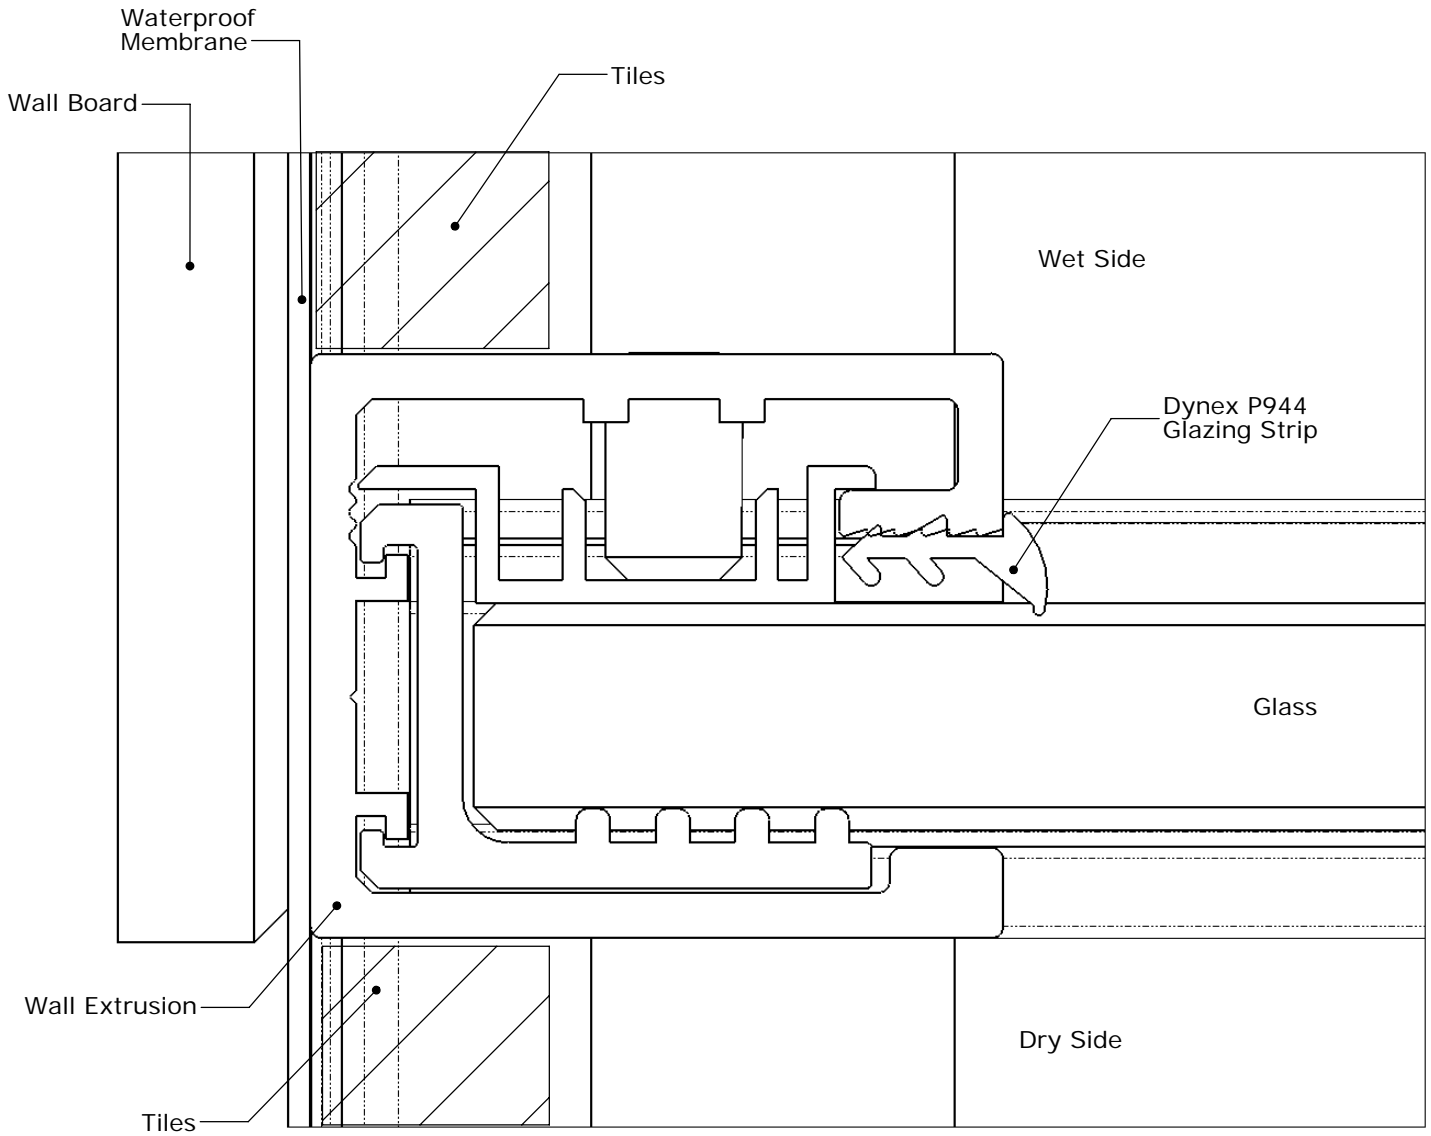 Waterproof
Membrane
Tiles
Wall Board
Wet Side
Dynex P944
Glazing Strip
Glass
Wall Extrusion
Dry Side
Tiles